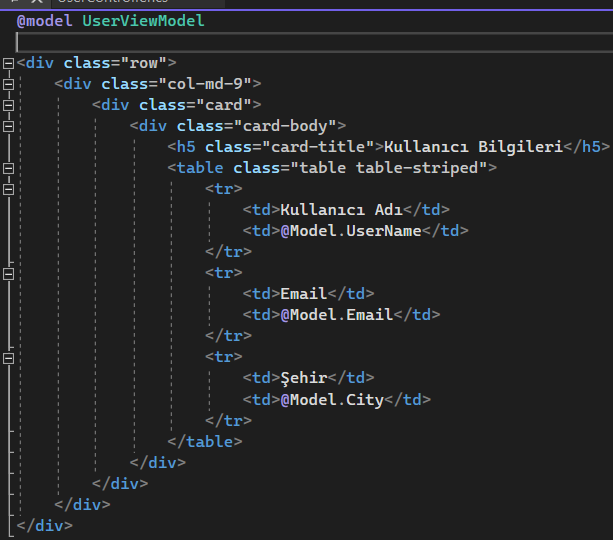 @model UserViewModel
<div class="row">
<div class="col-md-9">
<div class="card">
<div class="card-body">
<h5 class="card-title">Kullanıcı Bilgileri</h5>
<table class="table table-striped">
<tr>
<td>Kullanıcı Adı</td>
<td>@Model.UserName</td>
</tr>
<tr>
<td>Email</td>
<td>@Model.Email</td>
</tr>
<tr>
<td>Şehir</td>
<td>@Model.City</td>
</tr>
</table>
</div>
</div>
</div>
</div>